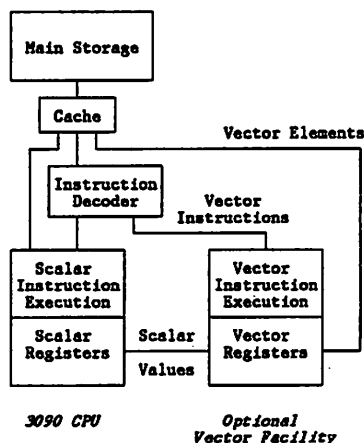 Main Storage
Cache
Vector Elements
Instruction
Decoder
Vector
Instructions
Scalar
Instruction
Execution
Vector
Instruction
Execution
Scalar
Registers
Scalar
Values
Vector
Registers
3090 CPU
Optional
Vector Facility